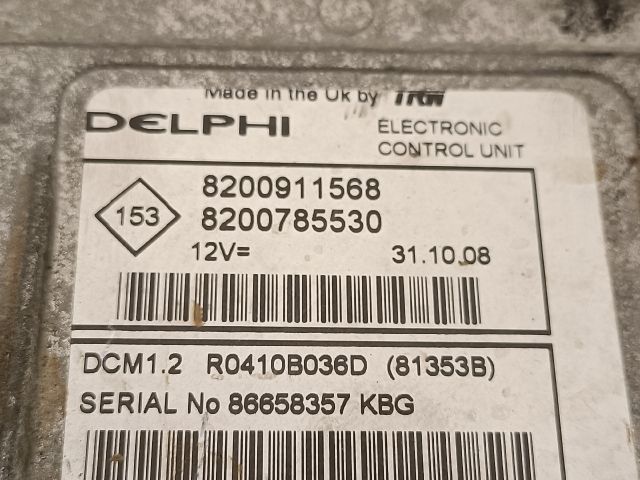 Made in the Uk by TRW
DELPHI
ELECTRONIC
CONTROL UNIT
153
8200911568
8200785530
12V=
31.10.08
DCM1.2 R0410B036D (81353B)
SERIAL No 86658357 KBG